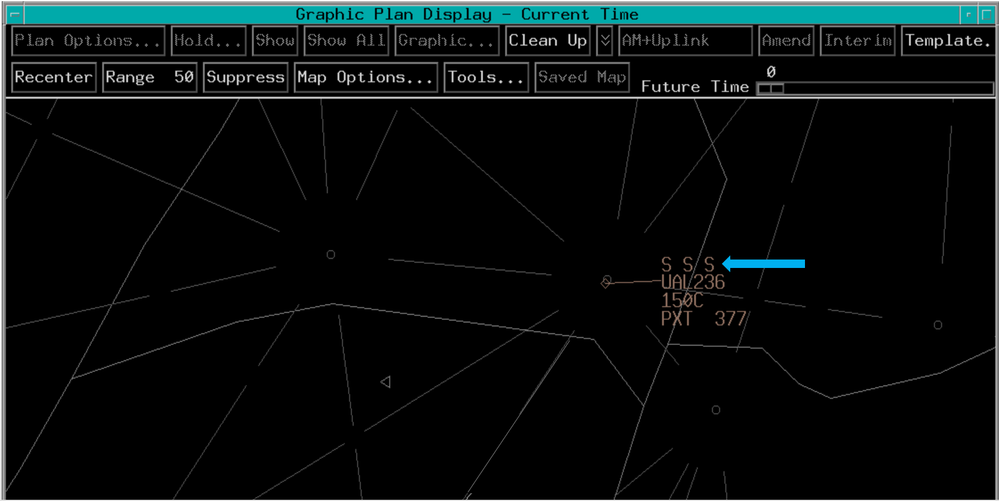 Graphic Plan Display - Current Time
Plan Options... Hold... Show Show All Graphic... Clean Up AM+Uplink Amend Interim Template.
Recenter Range 50 Suppress Map Options... Tools... Saved Map Future Time 0
S S S
UAL236
150C
PXT 377